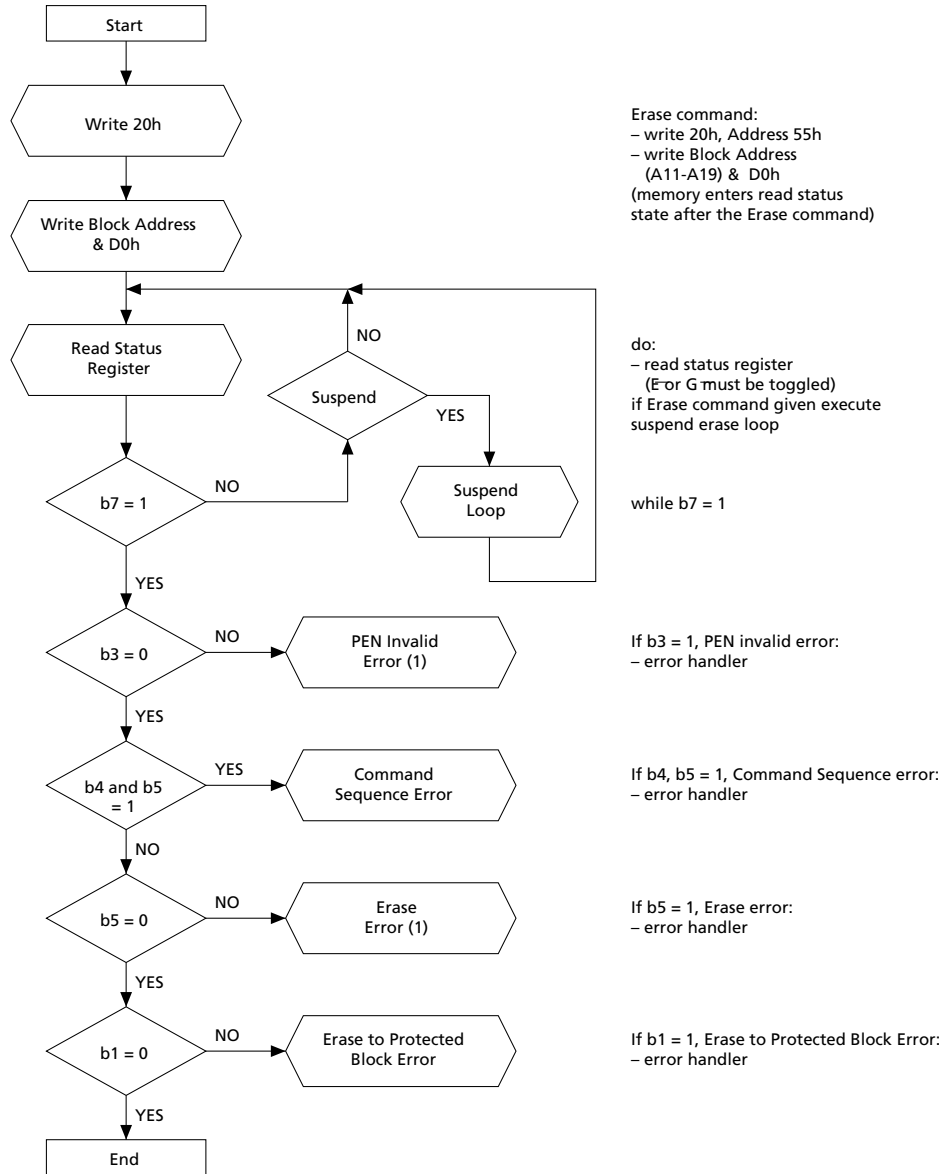 Start
Write 20h
Erase command:
– write 20h, Address 55h
– write Block Address
(A11-A19) & D0h
(memory enters read status
state after the Erase command)
Write Block Address
& D0h
Read Status
Register
NO
Suspend
YES
do:
– read status register
(E or G must be toggled)
if Erase command given execute
suspend erase loop
b7 = 1
NO
Suspend
Loop
while b7 = 1
YES
b3 = 0
NO
PEN Invalid
Error (1)
If b3 = 1, PEN invalid error:
– error handler
YES
b4 and b5
= 1
YES
Command
Sequence Error
If b4, b5 = 1, Command Sequence error:
– error handler
NO
b5 = 0
NO
Erase
Error (1)
If b5 = 1, Erase error:
– error handler
YES
b1 = 0
NO
Erase to Protected
Block Error
If b1 = 1, Erase to Protected Block Error:
– error handler
YES
End